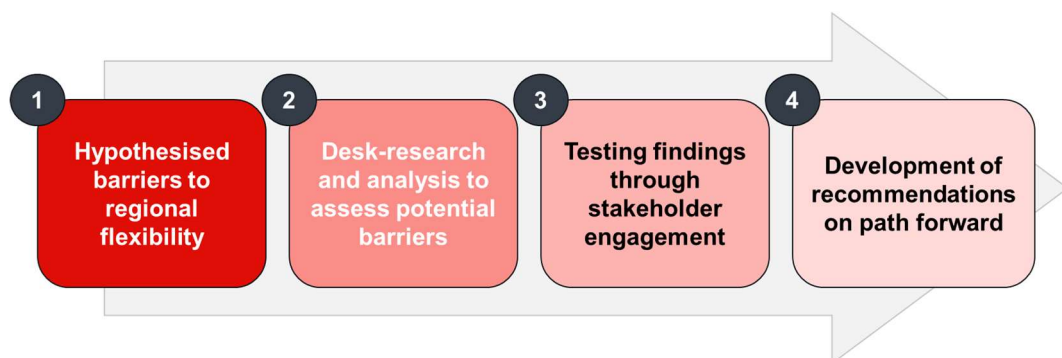 1
Hypothesised
barriers to
regional
flexibility
2
Desk-research
and analysis to
assess potential
barriers
3
Testing findings
through
stakeholder
engagement
4
Development of
recommendations
on path forward